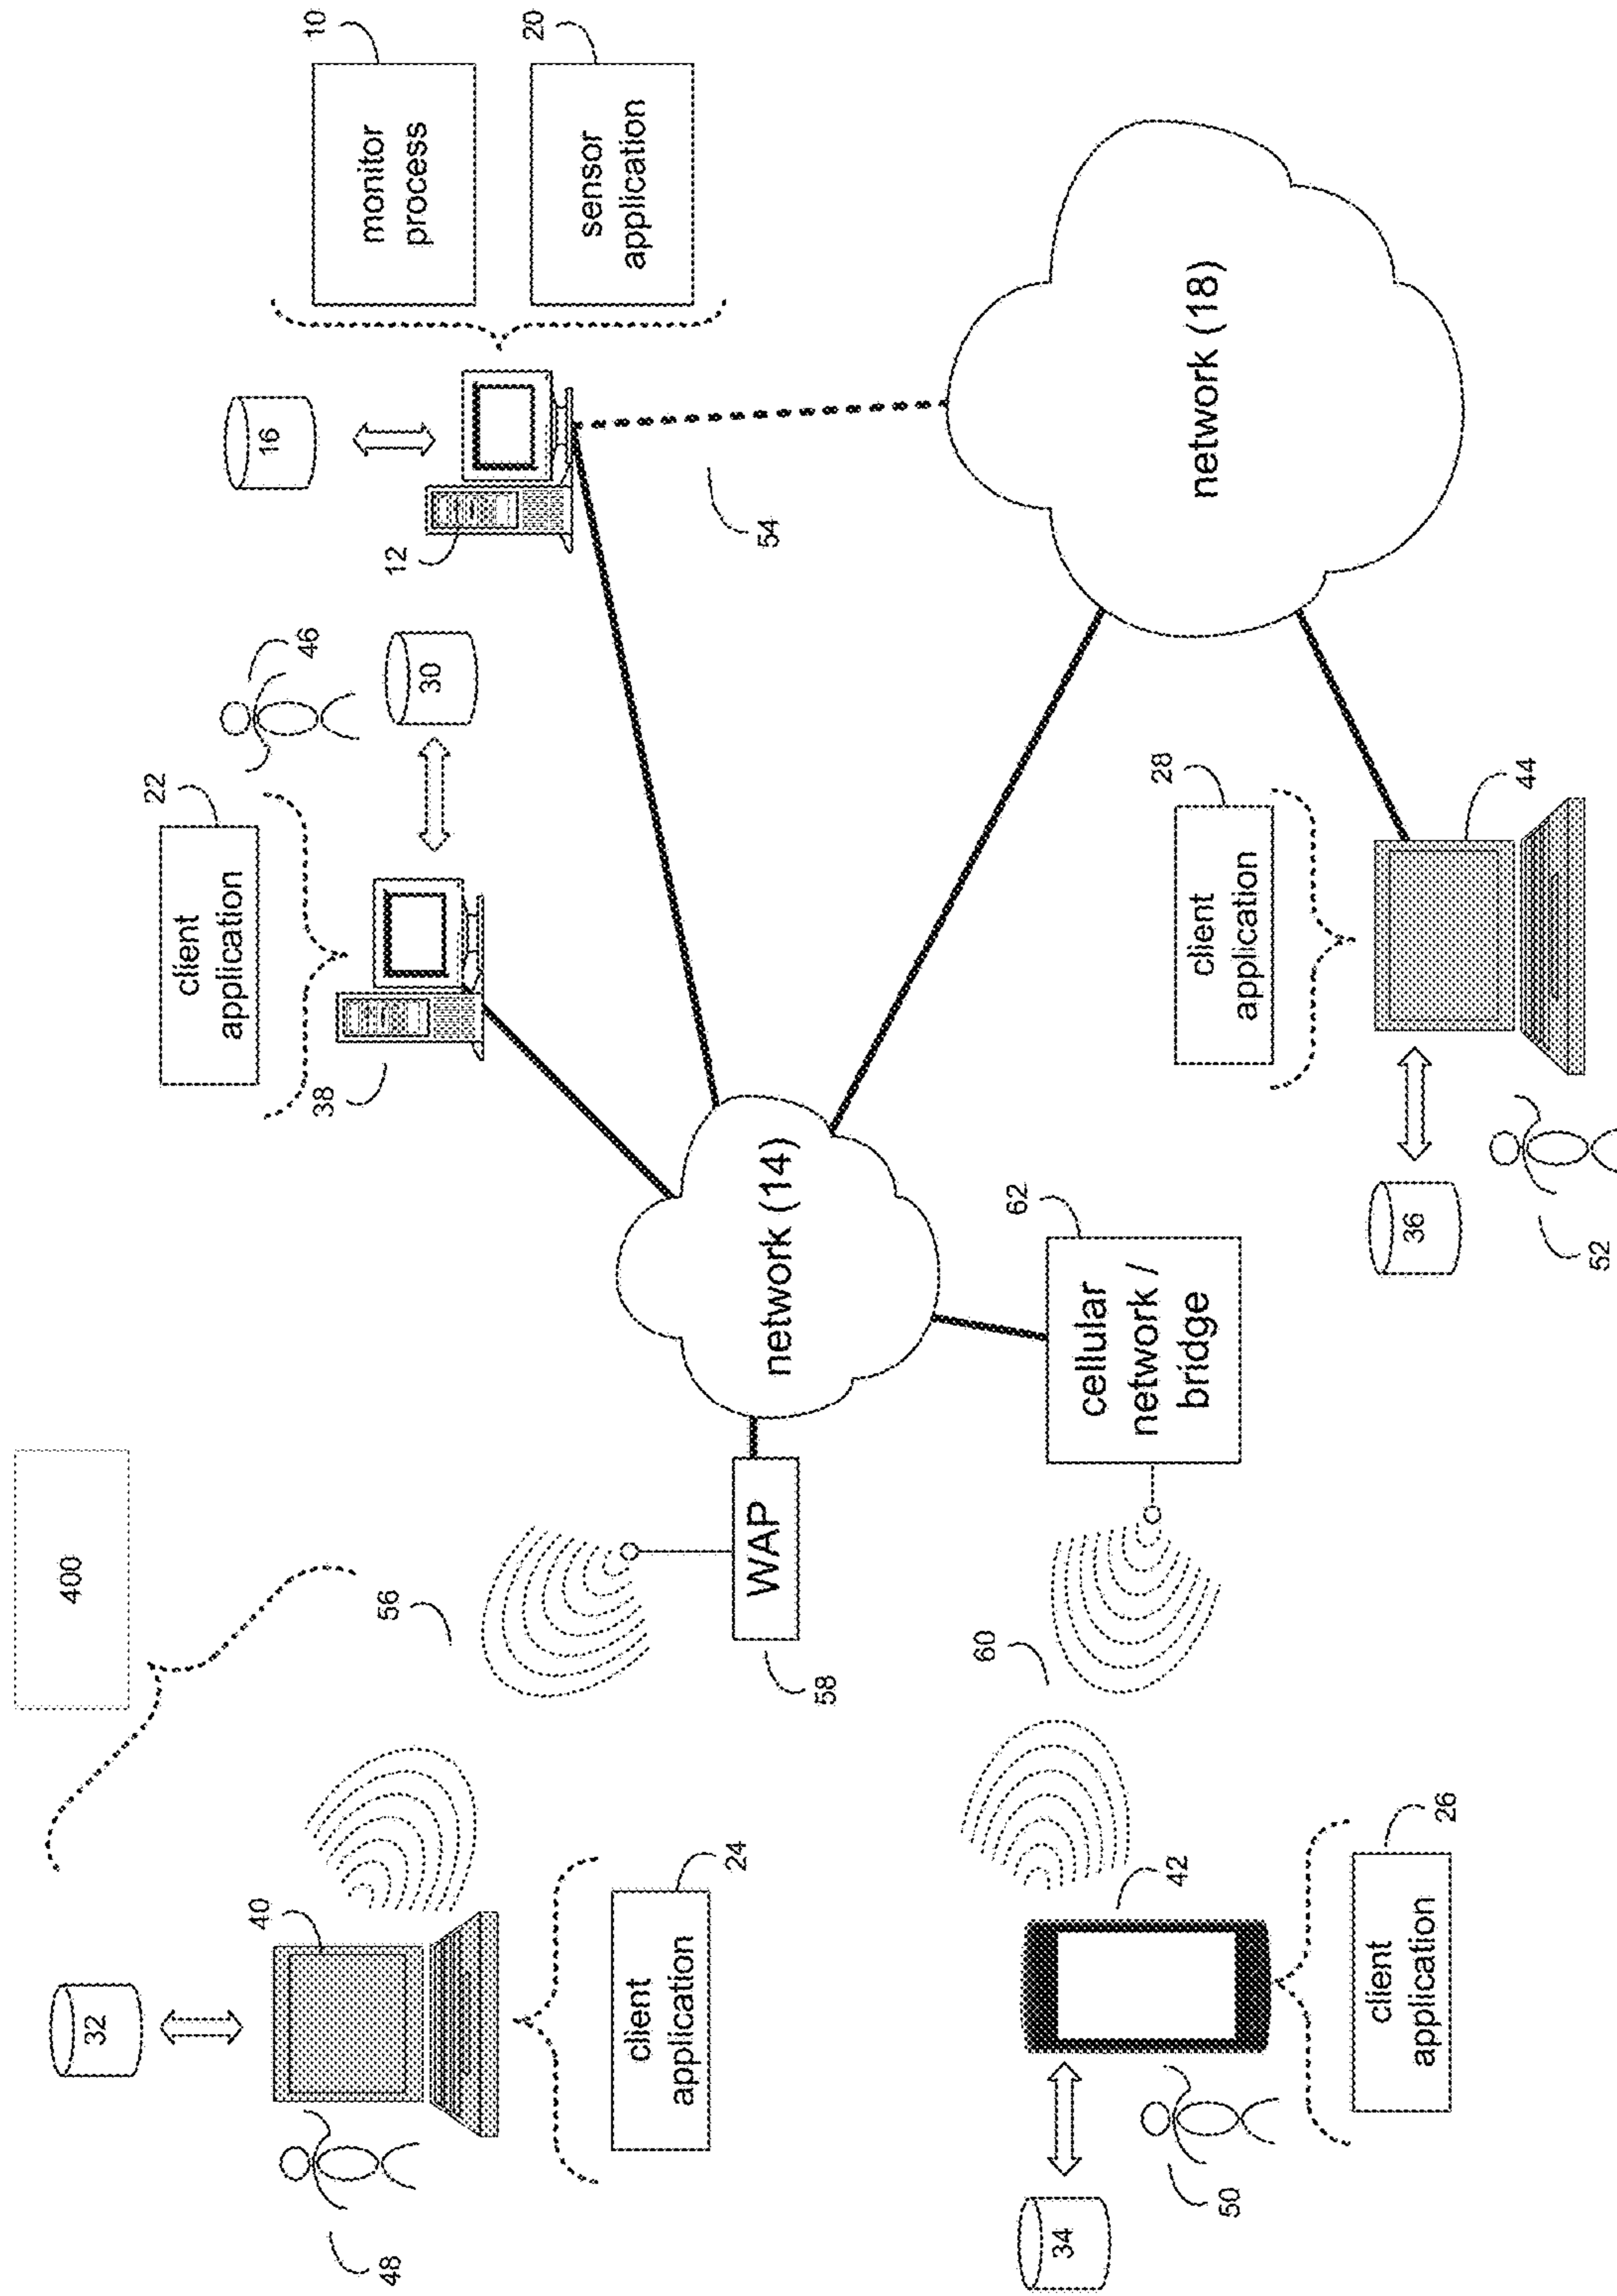 400
32
40
48
client
application
24
56
WAP
58
client
application
22
38
46
30
16
12
monitor
process
10
sensor
application
20
54
network (14)
network (18)
60
cellular
network /
bridge
62
34
42
50
client
application
26
client
application
28
44
36
52